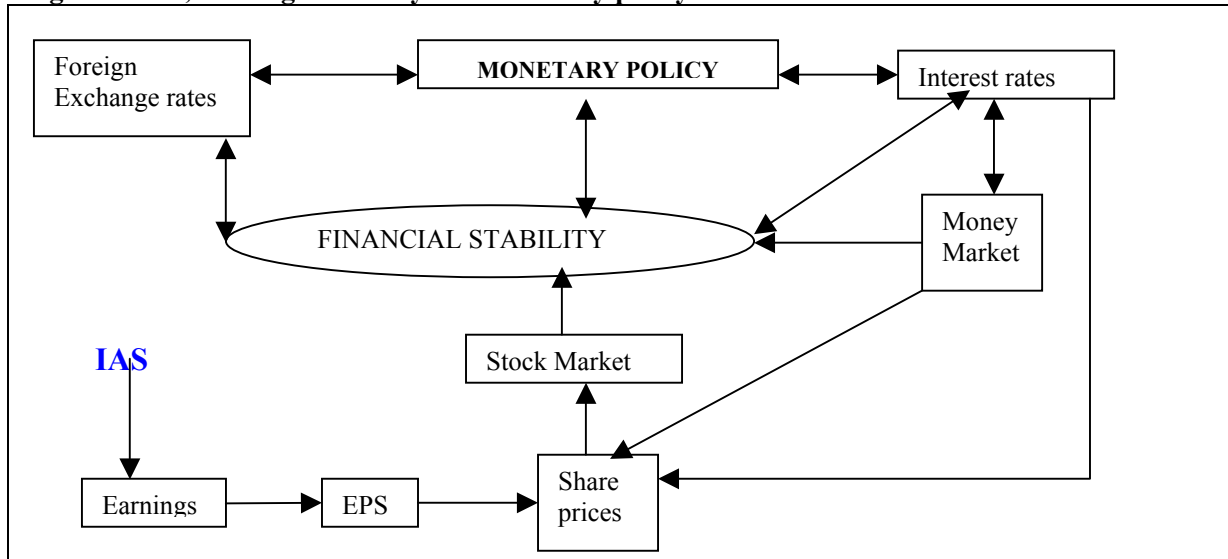 Foreign
Exchange rates
MONETARY POLICY
Interest rates
FINANCIAL STABILITY
Money
Market
Stock Market
IAS
Share
prices
Earnings
EPS